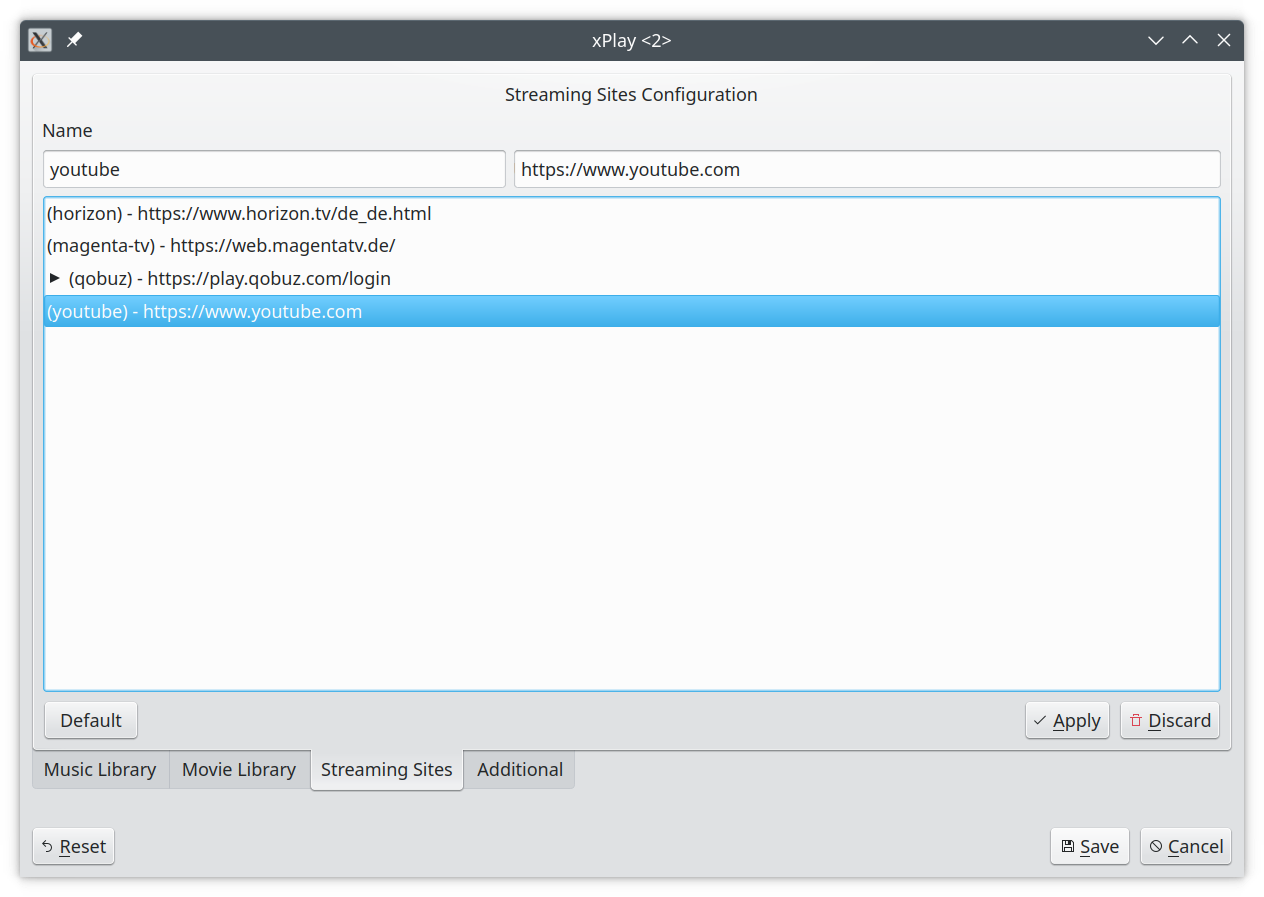 xPlay <2>
Streaming Sites Configuration
Name
youtube https://www.youtube.com
(horizon) - https://www.horizon.tv/de_de.html
(magenta-tv) - https://web.magentatv.de/
(qobuz) - https://play.qobuz.com/login
(youtube) - https://www.youtube.com
Default Apply Discard
Music Library Movie Library Streaming Sites Additional
Reset Save Cancel